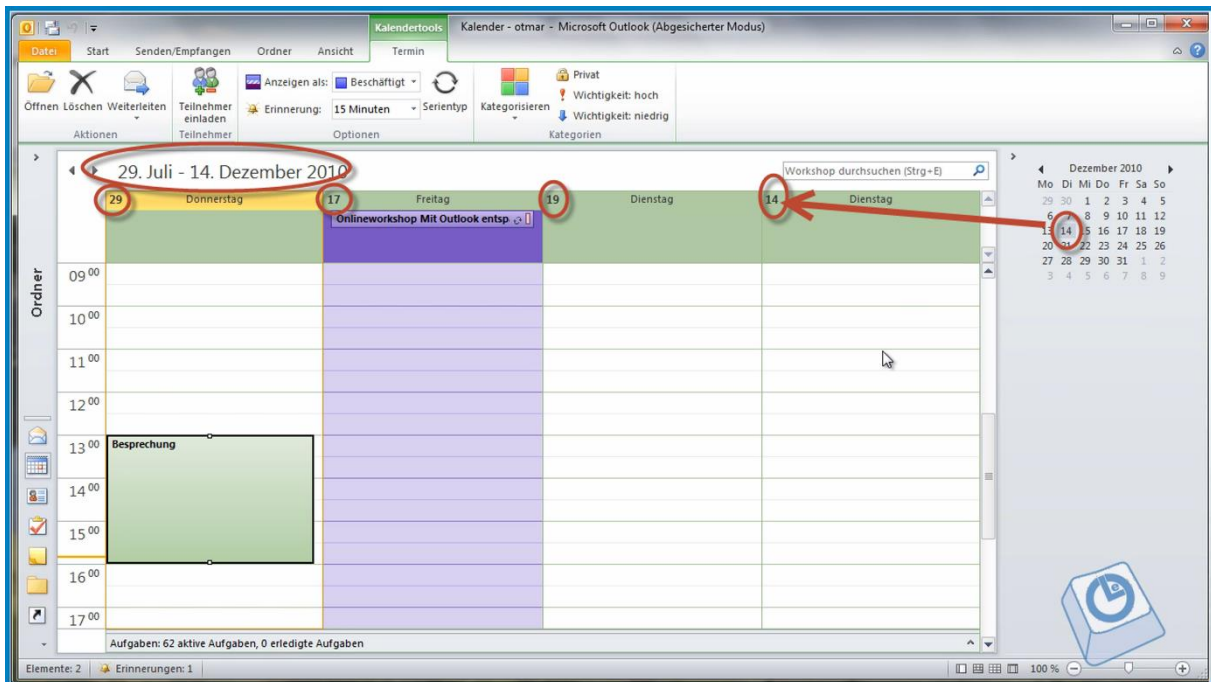 Kalendertools
Kalender - otmar - Microsoft Outlook (Abgesicherter Modus)
Datei Start Senden/Empfangen Ordner Ansicht Termin
Öffnen Löschen Weiterleiten
Aktionen
Teilnehmer einladen
Teilnehmer
Anzeigen als: Beschäftigt
Erinnerung: 15 Minuten
Serientyp
Optionen
Kategorisieren
Privat
Wichtigkeit: hoch
Wichtigkeit: niedrig
Kategorien
29. Juli - 14. Dezember 2010
Workshop durchsuchen (Strg+E)
29 Donnerstag 17 Freitag 19 Dienstag 14 Dienstag
Onlineworkshop Mit Outlook entsp
Ordner
09 00
10 00
11 00
12 00
13 00
Besprechung
14 00
15 00
16 00
17 00
Aufgaben: 62 aktive Aufgaben, 0 erledigte Aufgaben
Dezember 2010
Mo Di Mi Do Fr Sa So
29 30 1 2 3 4 5
6 7 8 9 10 11 12
13 14 15 16 17 18 19
20 21 22 23 24 25 26
27 28 29 30 31 1 2
3 4 5 6 7 8 9
Elemente: 2 Erinnerungen: 1
100 %